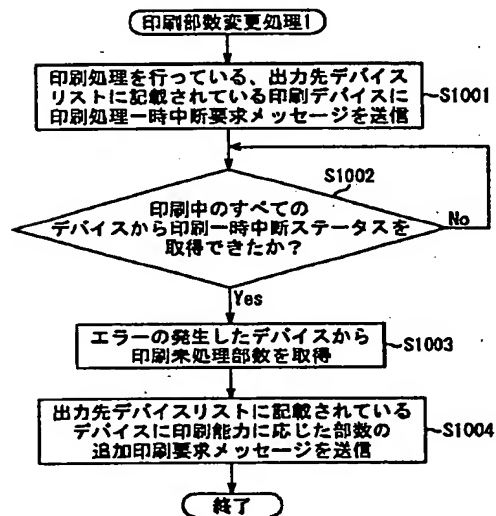 印刷部数変更処理1
印刷処理を行っている、出力先デバイス
リストに記載されている印刷デバイスに
印刷処理一時中断要求メッセージを送信
S1001
S1002
印刷中のすべての
デバイスから印刷一時中断ステータスを
取得できたか?
No
Yes
エラーの発生したデバイスから
印刷未処理部数を取得
S1003
出力先デバイスリストに記載されている
デバイスに印刷能力に応じた部数の
追加印刷要求メッセージを送信
S1004
終了